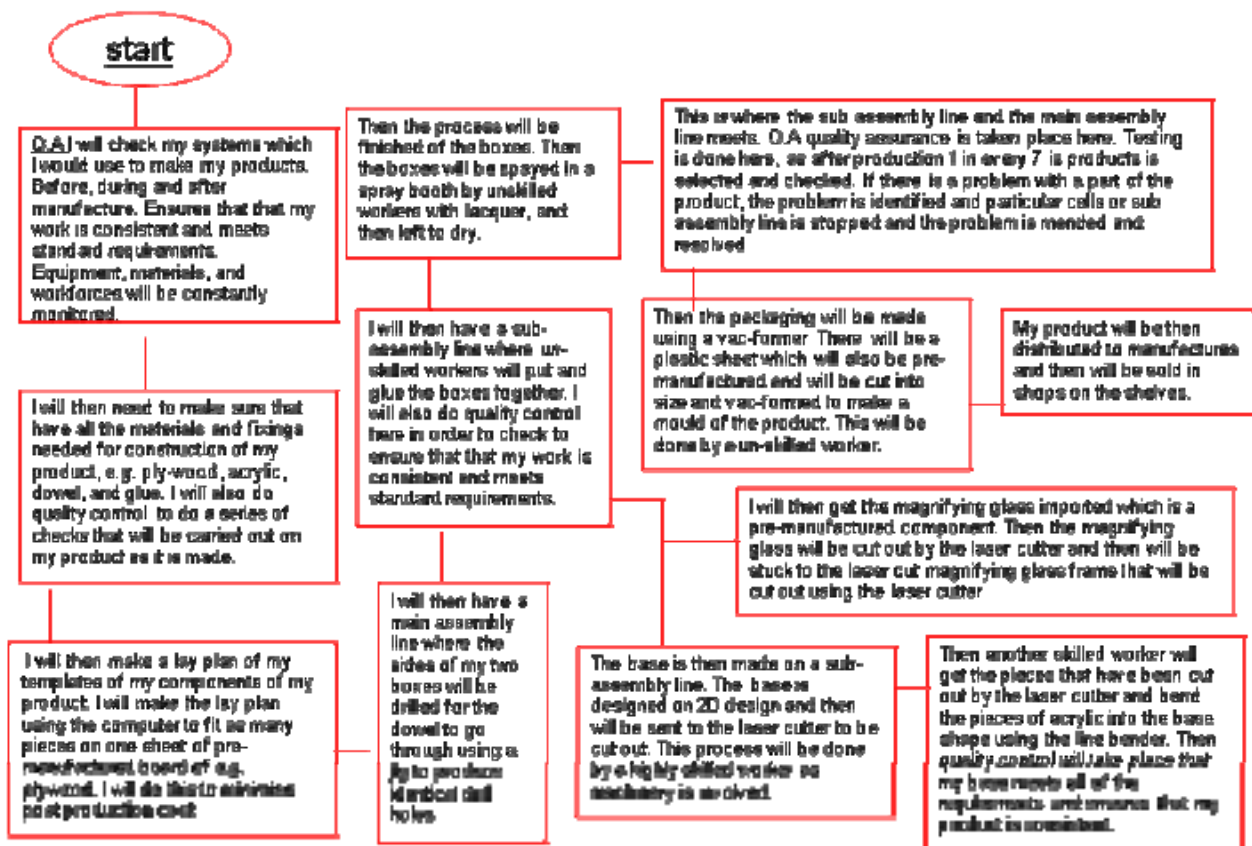 start
Q.A I will check my systems which
I would use to make my products.
Before, during and after
manufacture. Ensures that that my
work is consistent and meets
standard requirements.
Equipment, materials, and
workforces will be constantly
monitored.
I will then need to make sure that
have all the materials and fixings
needed for construction of my
product, e.g. ply-wood, acrylic,
dowel, and glue. I will also do
quality control to do a series of
checks that will be carried out on
my product as it is made.
I will then make a lay plan of my
templates of my components of my
product. I will make the lay plan
using the computer to fit as many
pieces on one sheet of pre-
manufactured board of e.g.
plywood. I will do this to minimise
cost production cost
I will then have a
main assembly
line where the
sides of my two
boxes will be
drilled for the
dowel to go
through using a
jig to produce
identical drill
holes
I will then have a sub-
assembly line where un-
skilled workers will put and
glue the boxes together. I
will also do quality control
here in order to check to
ensure that that my work is
consistent and meets
standard requirements.
Then the process will be
finished of the boxes. Then
the boxes will be spayed in a
spray booth by unskilled
workers with lacquer, and
then left to dry.
This is where the sub assembly line and the main assembly
line meets. Q.A quality assurance is taken place here. Testing
is done here, as after production 1 in every 7 is products is
selected and checked. If there is a problem with a part of the
product, the problem is identified and particular cells or sub
assembly line is stopped and the problem is mended and
resolved
Then the packaging will be made
using a vac-former. There will be a
plastic sheet which will also be pre-
manufactured and will be cut into
size and vac-formed to make a
mould of the product. This will be
done by a un-skilled worker.
My product will be then
distributed to manufactures
and then will be sold in
shops on the shelves.
I will then get the magnifying glass imported which is a
pre-manufactured component. Then the magnifying
glass will be cut out by the laser cutter and then will be
stuck to the laser cut magnifying glass frame that will be
cut out using the laser cutter
The base is then made on a sub-
assembly line. The base is
designed on 2D design and then
will be sent to the laser cutter to be
cut out. This process will be done
by a highly skilled worker as
machinery is involved.
Then another skilled worker will
get the pieces that have been cut
out by the laser cutter and bend
the pieces of acrylic into the base
shape using the line bender. Then
quality control will take place that
my base meets all of the
requirements and ensures that my
product is consistent.